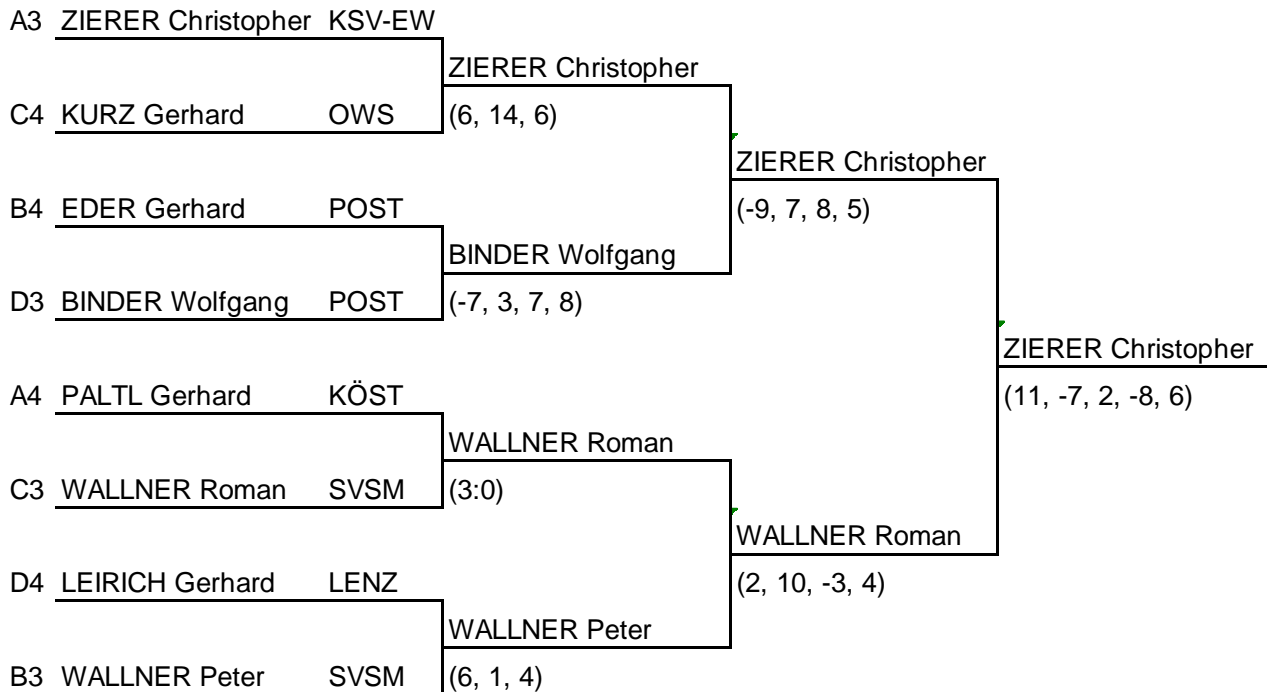 A3 ZIERER Christopher KSV-EW
ZIERER Christopher
C4 KURZ Gerhard OWS (6, 14, 6)
ZIERER Christopher
B4 EDER Gerhard POST (-9, 7, 8, 5)
BINDER Wolfgang
D3 BINDER Wolfgang POST (-7, 3, 7, 8)
ZIERER Christopher
A4 PALTL Gerhard KÖST (11, -7, 2, -8, 6)
WALLNER Roman
C3 WALLNER Roman SVSM (3:0)
WALLNER Roman
D4 LEIRICH Gerhard LENZ (2, 10, -3, 4)
WALLNER Peter
B3 WALLNER Peter SVSM (6, 1, 4)